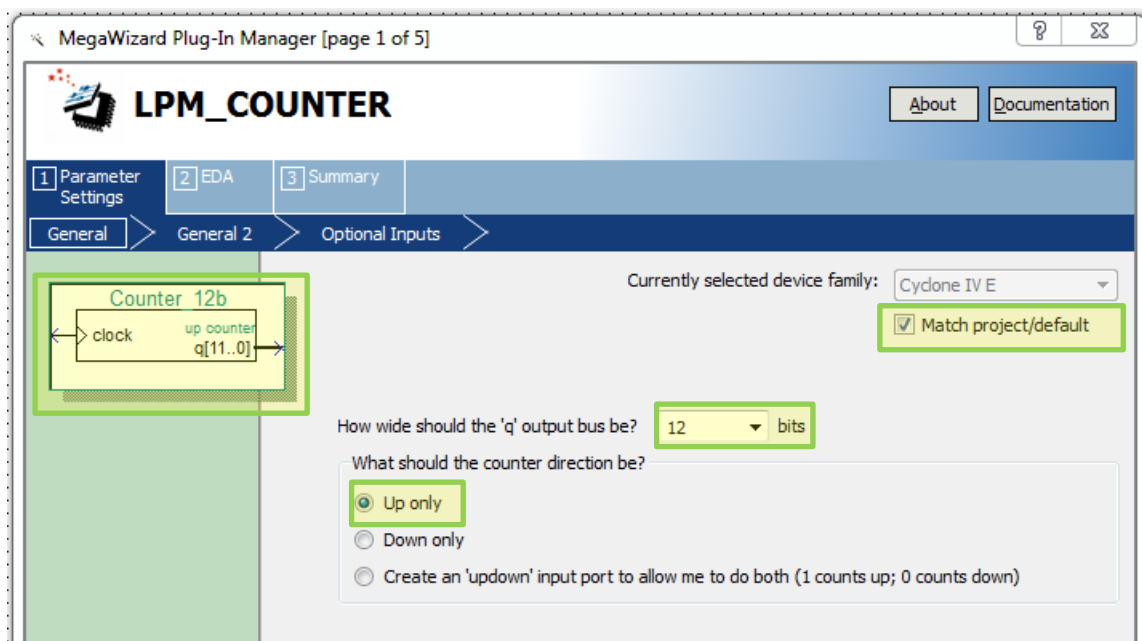 MegaWizard Plug-In Manager [page 1 of 5]
LPM_COUNTER
About
Documentation
1 Parameter Settings
2 EDA
3 Summary
General
General 2
Optional Inputs
Counter_12b
clock
up counter
q[11..0]
Currently selected device family:
Cyclone IV E
Match project/default
How wide should the 'q' output bus be?
12
bits
What should the counter direction be?
Up only
Down only
Create an 'updown' input port to allow me to do both (1 counts up; 0 counts down)